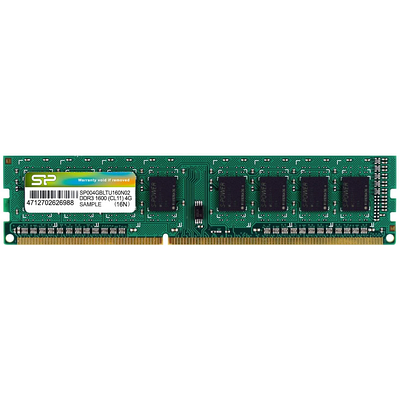 SP
Warranty void if removed
SP004GBLTU160N02
DDR3 1600 (CL11) 4G
SAMPLE (16N)
4712702626988